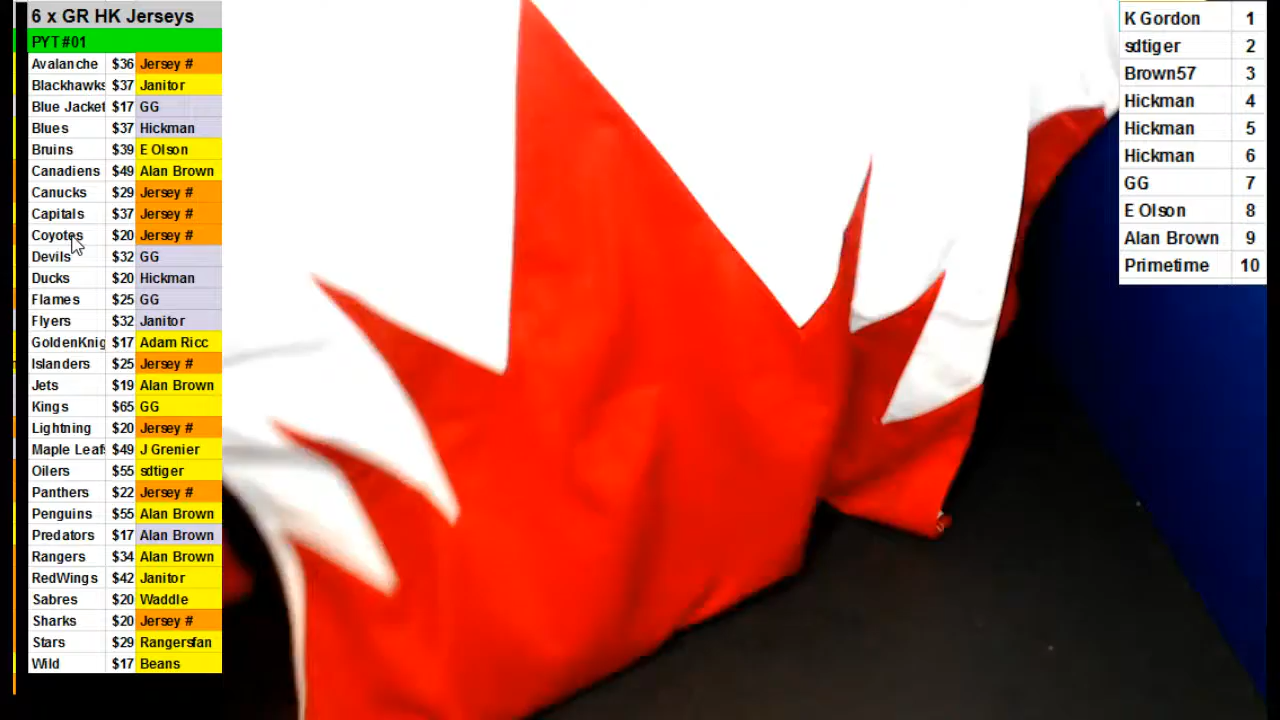 6 x GR HK Jerseys
PYT #01
Avalanche $36 Jersey #
Blackhawks $37 Janitor
Blue Jacket $17 GG
Blues $37 Hickman
Bruins $39 E Olson
Canadiens $49 Alan Brown
Canucks $29 Jersey #
Capitals $37 Jersey #
Coyotes $20 Jersey #
Devils $32 GG
Ducks $20 Hickman
Flames $25 GG
Flyers $32 Janitor
GoldenKnig $17 Adam Ricc
Islanders $25 Jersey #
Jets $19 Alan Brown
Kings $65 GG
Lightning $20 Jersey #
Maple Leafs $49 J Grenier
Oilers $55 sdtiger
Panthers $22 Jersey #
Penguins $55 Alan Brown
Predators $17 Alan Brown
Rangers $34 Alan Brown
RedWings $42 Janitor
Sabres $20 Waddle
Sharks $20 Jersey #
Stars $29 Rangersfan
Wild $17 Beans
K Gordon 1
sdtiger 2
Brown57 3
Hickman 4
Hickman 5
Hickman 6
GG 7
E Olson 8
Alan Brown 9
Primetime 10